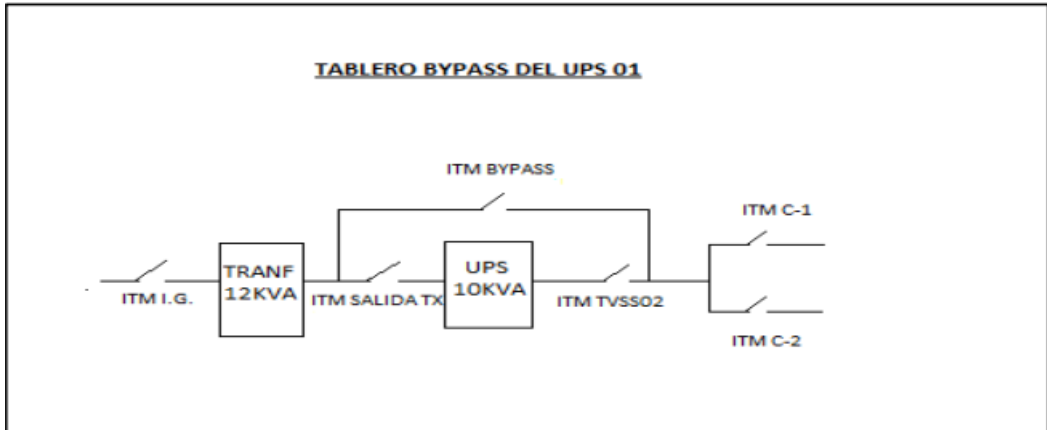 TABLERO BYPASS DEL UPS 01
ITM BYPASS
ITM C-1
TRANF
12KVA
UPS
10KVA
ITM I.G.
ITM SALIDA TX
ITM TVSS02
ITM C-2